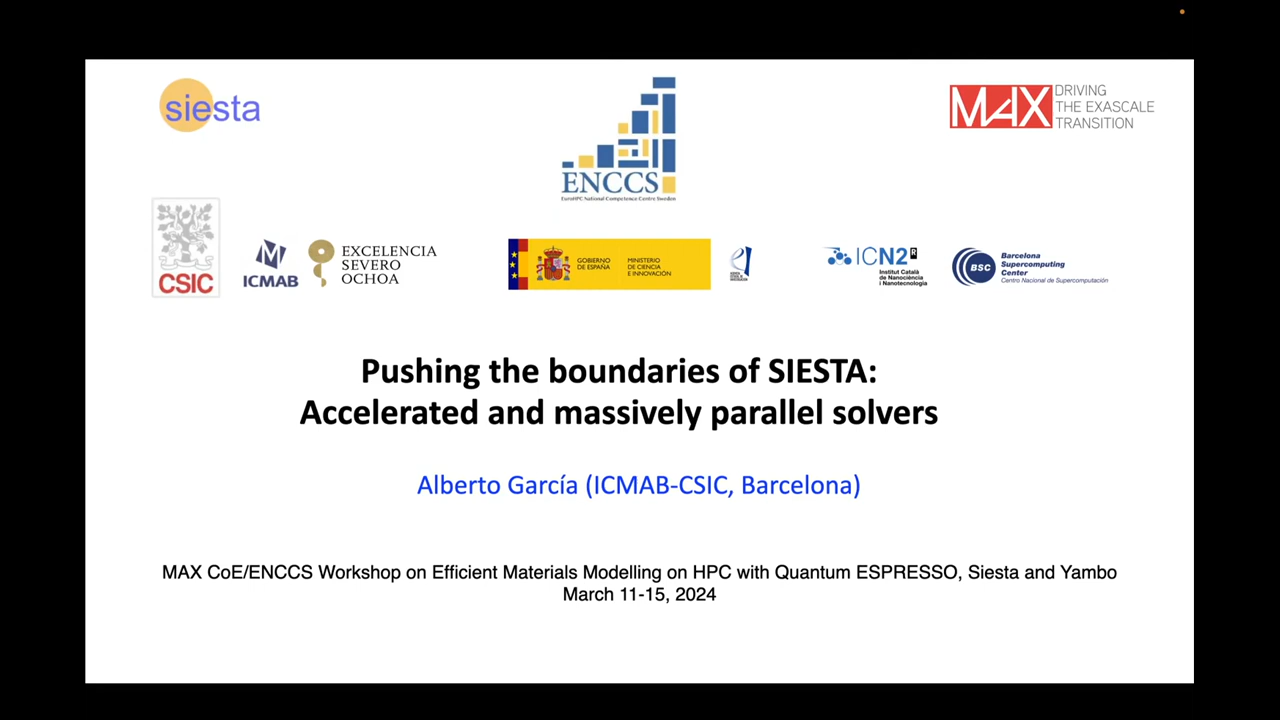 siesta
MAX
DRIVING
THE EXASCALE
TRANSITION
ENCCS
EuroHPC National Competence Centre Sweden
CSIC
ICMAB
EXCELENCIA
SEVERO
OCHOA
GOBIERNO
DE ESPAÑA
MINISTERIO
DE CIENCIA
E INNOVACIÓN
ICN2
Institut Català
de Nanociència
i Nanotecnologia
BSC
Barcelona
Supercomputing
Center
Centro Nacional de Supercomputación
Pushing the boundaries of SIESTA:
Accelerated and massively parallel solvers
Alberto García (ICMAB-CSIC, Barcelona)
MAX CoE/ENCCS Workshop on Efficient Materials Modelling on HPC with Quantum ESPRESSO, Siesta and Yambo
March 11-15, 2024